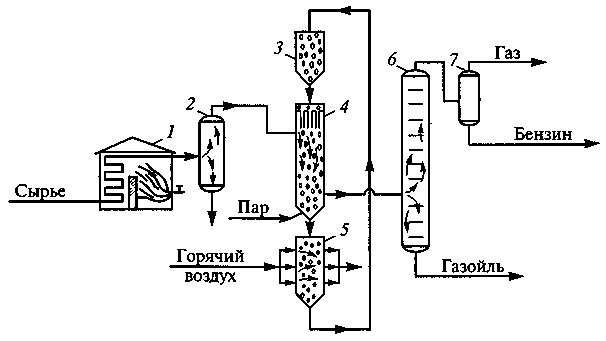 3
6
7
Газ
1
2
4
Бензин
Сырье
Пар
5
Горячий
воздух
Газойль